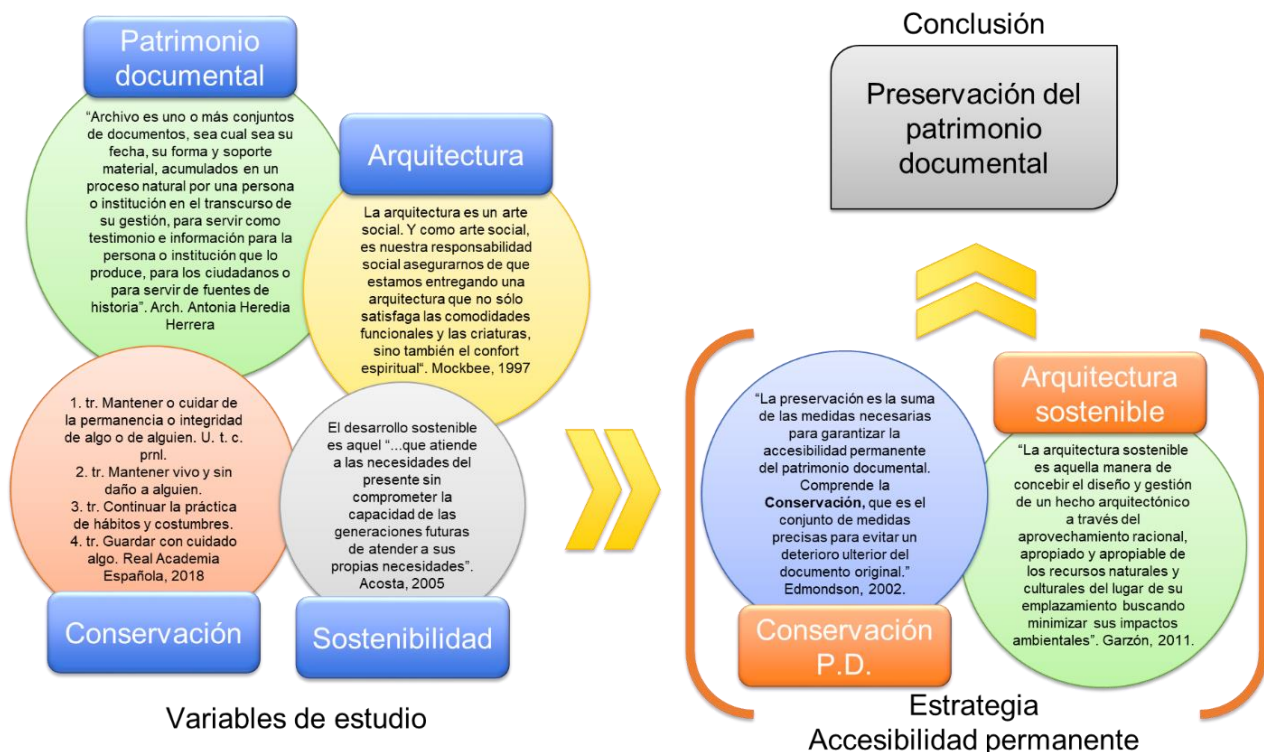 Patrimonio
documental
“Archivo es uno o más conjuntos
de documentos, sea cual sea su
fecha, su forma y soporte
material, acumulados en un
proceso natural por una persona
o institución en el transcurso de
su gestión, para servir como
testimonio e información para la
persona o institución que lo
produce, para los ciudadanos o
para servir de fuentes de
historia”. Arch. Antonia Heredia
Herrera
Arquitectura
La arquitectura es un arte
social. Y como arte social,
es nuestra responsabilidad
social asegurarnos de que
estamos entregando una
arquitectura que no sólo
satisfaga las comodidades
funcionales y las criaturas,
sino también el confort
espiritual“. Mockbee, 1997
1. tr. Mantener o cuidar de
la permanencia o integridad
de algo o de alguien. U. t. c.
prnl.
2. tr. Mantener vivo y sin
daño a alguien.
3. tr. Continuar la práctica
de hábitos y costumbres.
4. tr. Guardar con cuidado
algo. Real Academia
Española, 2018
Conservación
El desarrollo sostenible
es aquel “...que atiende
a las necesidades del
presente sin
comprometer la
capacidad de las
generaciones futuras
de atender a sus
propias necesidades”.
Acosta, 2005
Sostenibilidad
Variables de estudio
Conclusión
Preservación del
patrimonio
documental
“La preservación es la suma
de las medidas necesarias
para garantizar la
accesibilidad permanente
del patrimonio documental.
Comprende la
Conservación, que es el
conjunto de medidas
precisas para evitar un
deterioro ulterior del
documento original.”
Edmondson, 2002.
Conservación
P.D.
Arquitectura
sostenible
“La arquitectura sostenible
es aquella manera de
concebir el diseño y gestión
de un hecho arquitectónico
a través del
aprovechamiento racional,
apropiado y apropiable de
los recursos naturales y
culturales del lugar de su
emplazamiento buscando
minimizar sus impactos
ambientales”. Garzón, 2011.
Estrategia
Accesibilidad permanente